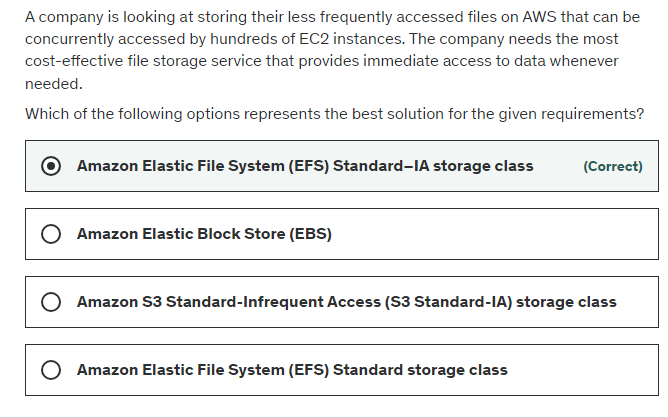 A company is looking at storing their less frequently accessed files on AWS that can be
concurrently accessed by hundreds of EC2 instances. The company needs the most
cost-effective file storage service that provides immediate access to data whenever
needed.
Which of the following options represents the best solution for the given requirements?
Amazon Elastic File System (EFS) Standard–IA storage class (Correct)
Amazon Elastic Block Store (EBS)
Amazon S3 Standard-Infrequent Access (S3 Standard-IA) storage class
Amazon Elastic File System (EFS) Standard storage class